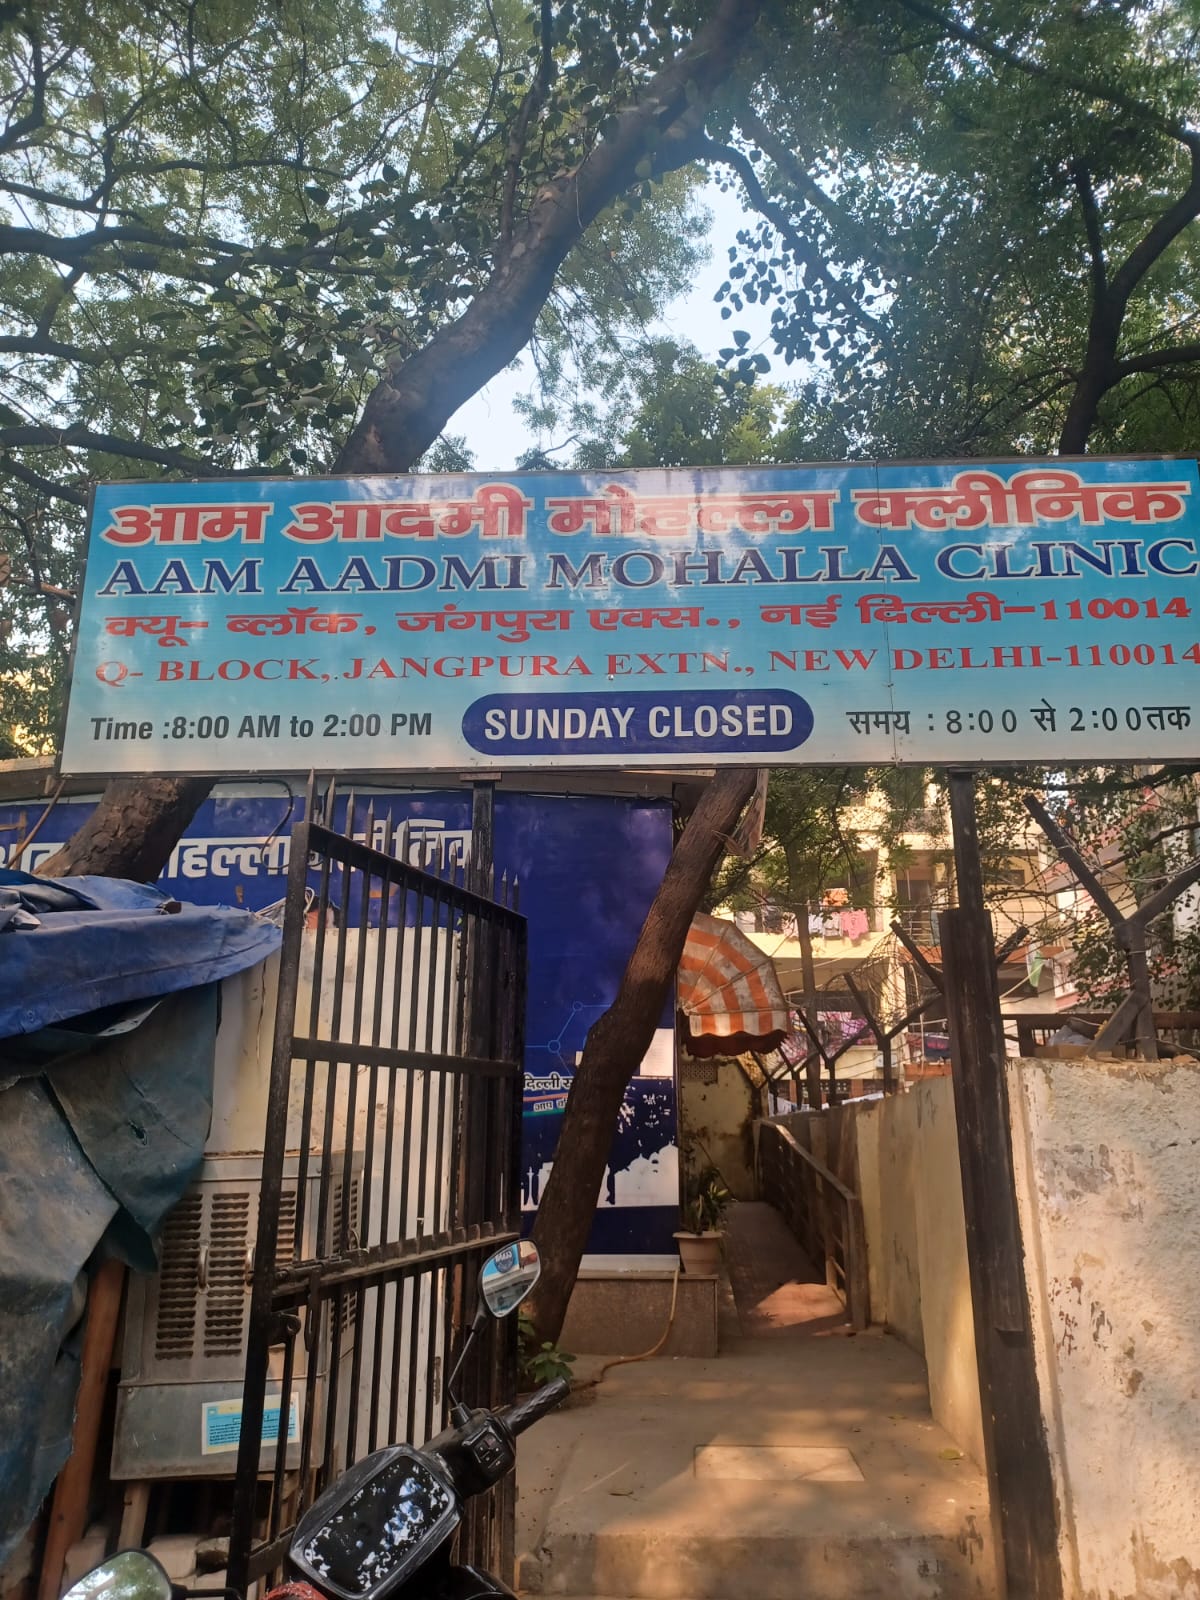 आम आदमी मोहल्ला क्लीनिक
AAM AADMI MOHALLA CLINIC
क्यू- ब्लॉक, जंगपुरा एक्स., नई दिल्ली-110014
Q- BLOCK, JANGPURA EXTN., NEW DELHI-110014
Time :8:00 AM to 2:00 PM
SUNDAY CLOSED
समय : 8:00 से 2:00तक